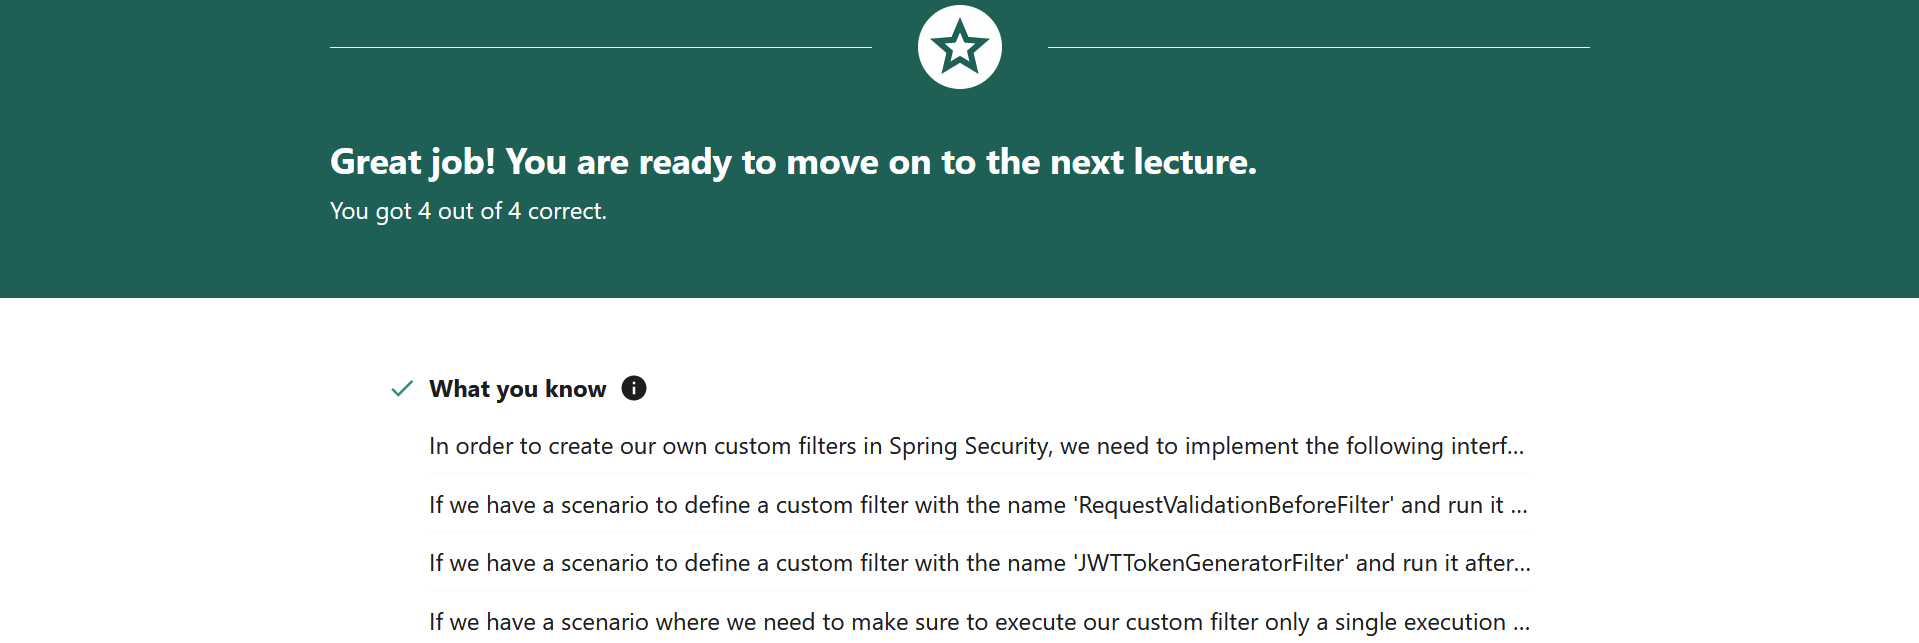 Great job! You are ready to move on to the next lecture.
You got 4 out of 4 correct.
What you know
In order to create our own custom filters in Spring Security, we need to implement the following interf...
If we have a scenario to define a custom filter with the name 'RequestValidationBeforeFilter' and run it ...
If we have a scenario to define a custom filter with the name 'JWTTokenGeneratorFilter' and run it after...
If we have a scenario where we need to make sure to execute our custom filter only a single execution ...